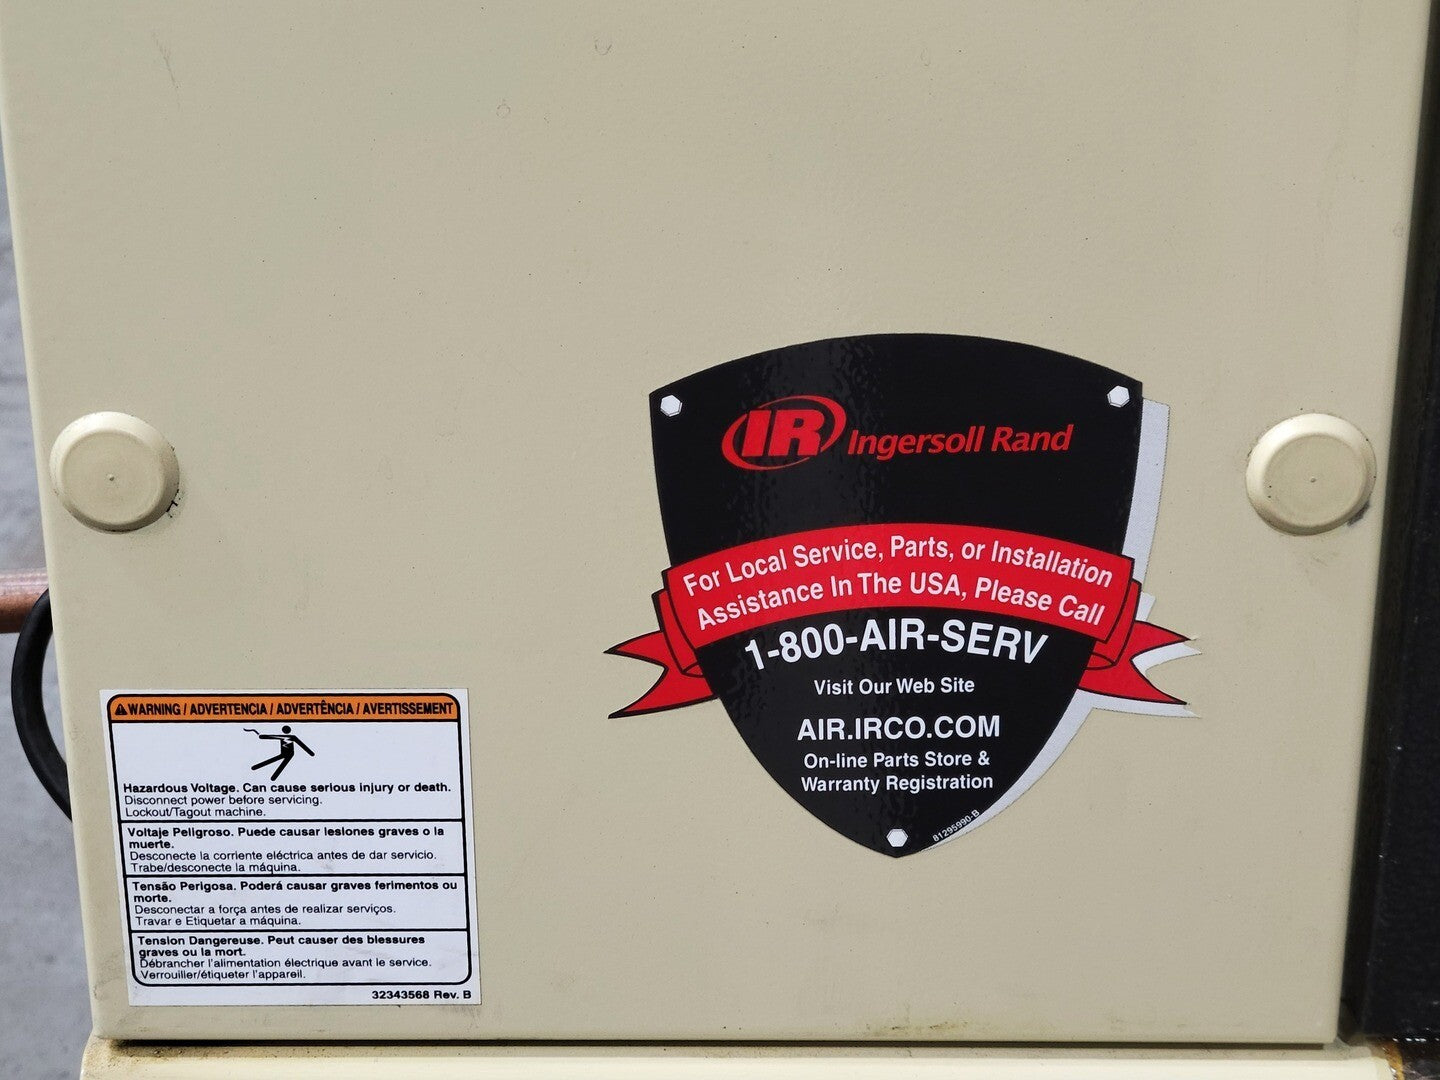 IR Ingersoll Rand
For Local Service, Parts, or Installation
Assistance In The USA, Please Call
1-800-AIR-SERV
Visit Our Web Site
AIR.IRCO.COM
On-line Parts Store &
Warranty Registration
81295990-B
WARNING / ADVERTENCIA / ADVERTÊNCIA / AVERTISSEMENT
Hazardous Voltage. Can cause serious injury or death.
Disconnect power before servicing.
Lockout/Tagout machine.
Voltaje Peligroso. Puede causar lesiones graves o la
muerte.
Desconecte la corriente eléctrica antes de dar servicio.
Trabe/desconecte la máquina.
Tensão Perigosa. Poderá causar graves ferimentos ou
morte.
Desconectar a força antes de realizar serviços.
Travar e Etiquetar a máquina.
Tension Dangereuse. Peut causer des blessures
graves ou la mort.
Débrancher l'alimentation électrique avant le service.
Verrouiller/étiqueter l'appareil.
32343568 Rev. B